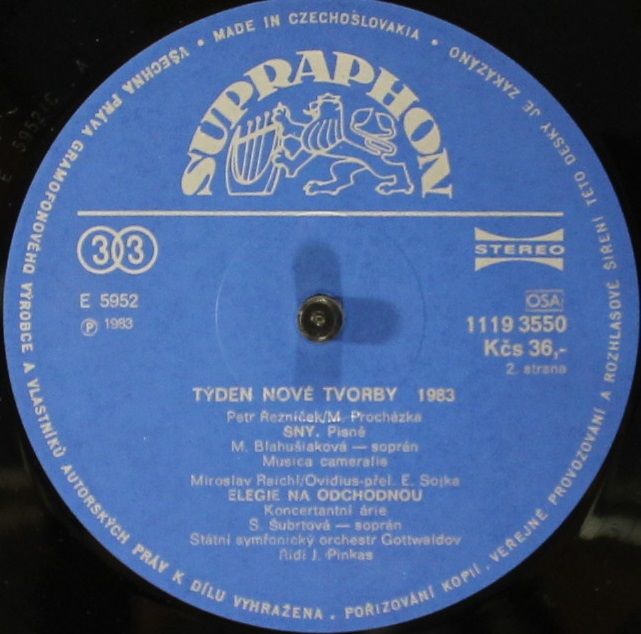 VŠECHNA PRÁVA GRAMOFONOVÉHO VÝROBCE A VLASTNÍKŮ AUTORSKÝCH PRÁV K DÍLU VYHRAŽENA. POŘIZOVÁNÍ KOPIÍ, VEŘEJNÉ PROVOZOVÁNÍ A ROZHLASOVÉ ŠÍŘENÍ TÉTO DESKY JE ZAKÁZÁNO • MADE IN CZECHOSLOVAKIA •
SUPRAPHON
33
STEREO
E 5952
OSA
℗ 1983
1119 3550
Kčs 36,-
2. strana
TÝDEN NOVÉ TVORBY 1983
Petr Řezníček/M. Procházka
SNY. Písně
M. Blahušiaková — soprán
Musica camerata
Miroslav Raichl/Ovidius-přel. E. Sojka
ELEGIE NA ODCHODNOU
Koncertantní árie
S. Šubrtová — soprán
Státní symfonický orchestr Gottwaldov
Řídí J. Pinkas